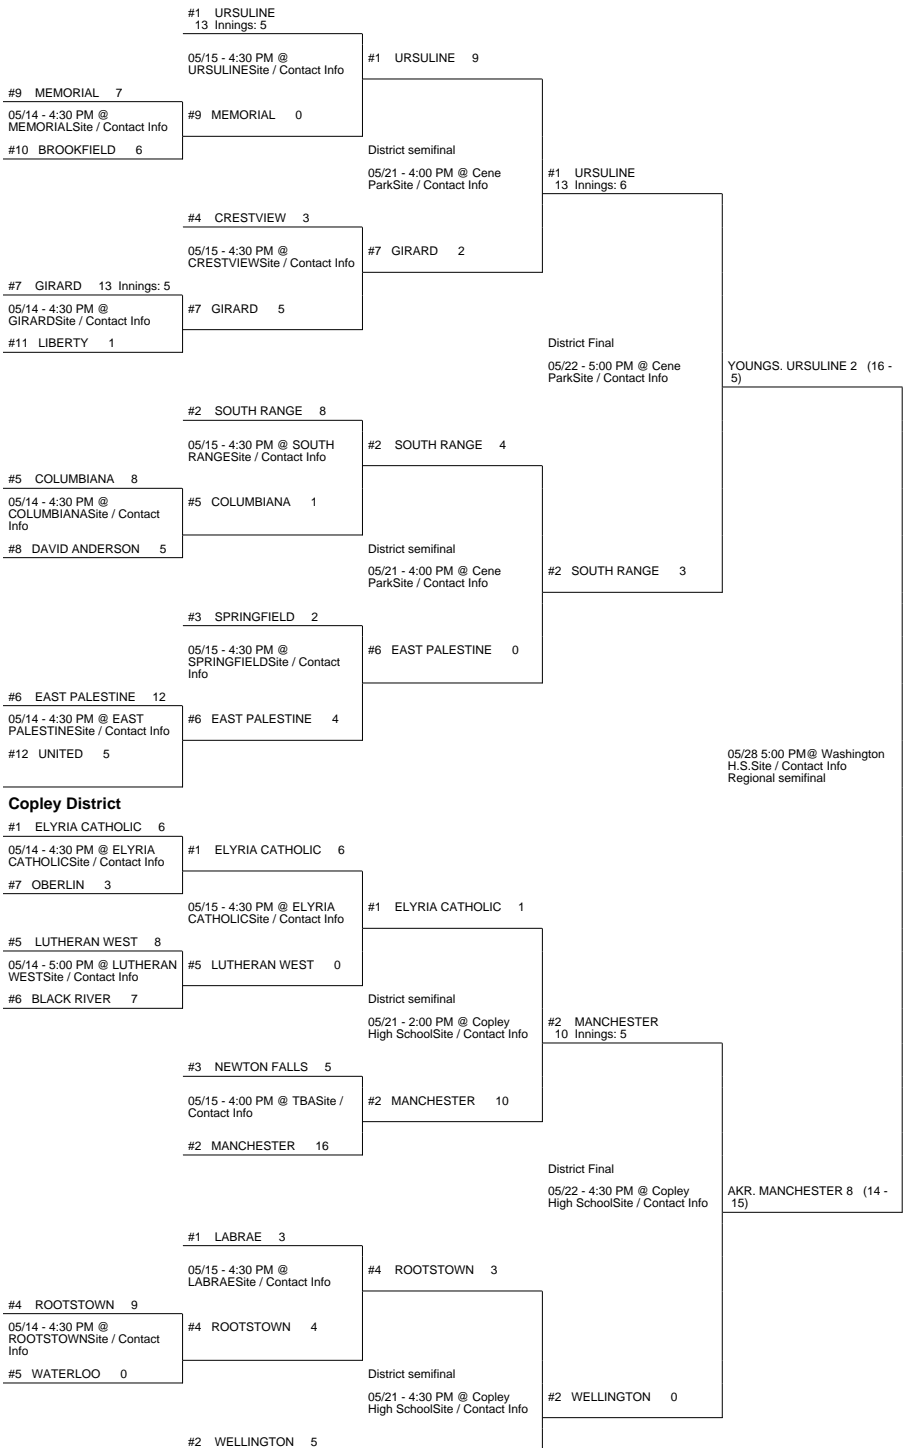 #1 URSULINE
13 Innings: 5
05/15 - 4:30 PM @
URSULINESite / Contact Info
#1 URSULINE 9
#9 MEMORIAL 7
05/14 - 4:30 PM @
MEMORIALSite / Contact Info
#9 MEMORIAL 0
#10 BROOKFIELD 6
District semifinal
05/21 - 4:00 PM @ Cene
ParkSite / Contact Info
#1 URSULINE
13 Innings: 6
#4 CRESTVIEW 3
05/15 - 4:30 PM @
CRESTVIEWSite / Contact Info
#7 GIRARD 2
#7 GIRARD 13 Innings: 5
05/14 - 4:30 PM @
GIRARDSite / Contact Info
#7 GIRARD 5
#11 LIBERTY 1
District Final
05/22 - 5:00 PM @ Cene
ParkSite / Contact Info
YOUNGS. URSULINE 2 (16 -
5)
#2 SOUTH RANGE 8
05/15 - 4:30 PM @ SOUTH
RANGESite / Contact Info
#2 SOUTH RANGE 4
#5 COLUMBIANA 8
05/14 - 4:30 PM @
COLUMBIANASite / Contact
Info
#5 COLUMBIANA 1
#8 DAVID ANDERSON 5
District semifinal
05/21 - 4:00 PM @ Cene
ParkSite / Contact Info
#2 SOUTH RANGE 3
#3 SPRINGFIELD 2
05/15 - 4:30 PM @
SPRINGFIELDSite / Contact
Info
#6 EAST PALESTINE 0
#6 EAST PALESTINE 12
05/14 - 4:30 PM @ EAST
PALESTINESite / Contact Info
#6 EAST PALESTINE 4
#12 UNITED 5
05/28 5:00 PM@ Washington
H.S.Site / Contact Info
Regional semifinal
Copley District
#1 ELYRIA CATHOLIC 6
05/14 - 4:30 PM @ ELYRIA
CATHOLICSite / Contact Info
#1 ELYRIA CATHOLIC 6
#7 OBERLIN 3
05/15 - 4:30 PM @ ELYRIA
CATHOLICSite / Contact Info
#1 ELYRIA CATHOLIC 1
#5 LUTHERAN WEST 8
05/14 - 5:00 PM @ LUTHERAN
WESTSite / Contact Info
#5 LUTHERAN WEST 0
#6 BLACK RIVER 7
District semifinal
05/21 - 2:00 PM @ Copley
High SchoolSite / Contact Info
#2 MANCHESTER
10 Innings: 5
#3 NEWTON FALLS 5
05/15 - 4:00 PM @ TBASite /
Contact Info
#2 MANCHESTER 10
#2 MANCHESTER 16
District Final
05/22 - 4:30 PM @ Copley
High SchoolSite / Contact Info
AKR. MANCHESTER 8 (14 -
15)
#1 LABRAE 3
05/15 - 4:30 PM @
LABRAESite / Contact Info
#4 ROOTSTOWN 3
#4 ROOTSTOWN 9
05/14 - 4:30 PM @
ROOTSTOWNSite / Contact
Info
#4 ROOTSTOWN 4
#5 WATERLOO 0
District semifinal
05/21 - 4:30 PM @ Copley
High SchoolSite / Contact Info
#2 WELLINGTON 0
#2 WELLINGTON 5